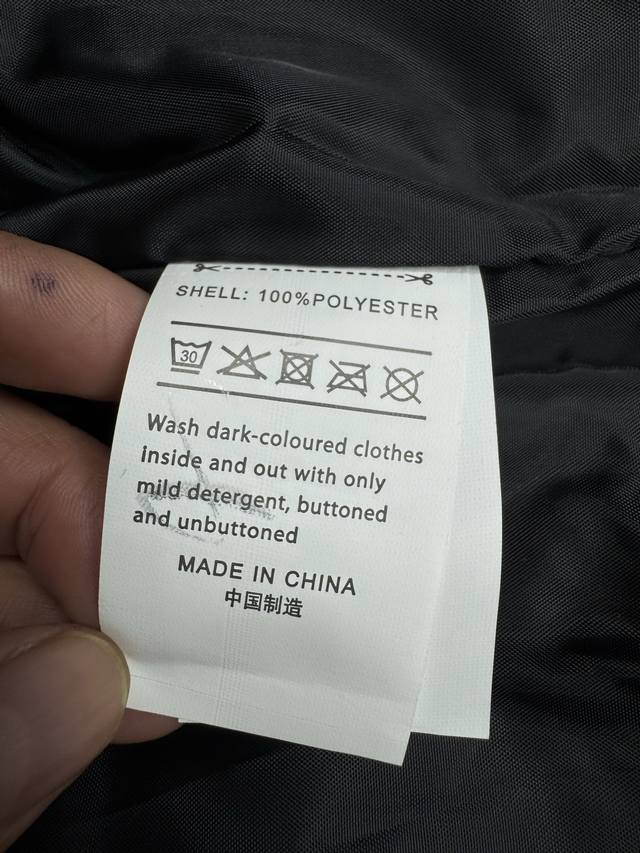 SHELL: 100%POLYESTER
30
Wash dark-coloured clothes
inside and out with only
mild detergent, buttoned
and unbuttoned
MADE IN CHINA
中国制造